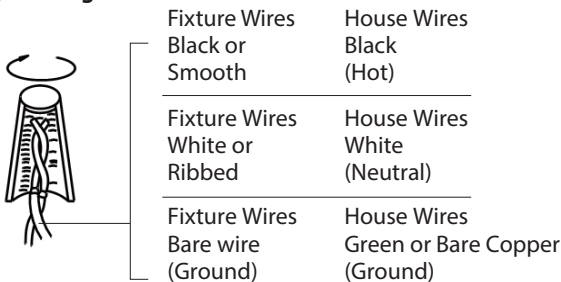 Fixture Wires House Wires
Black or Black
Smooth (Hot)
Fixture Wires House Wires
White or White
Ribbed (Neutral)
Fixture Wires House Wires
Bare wire Green or Bare Copper
(Ground) (Ground)